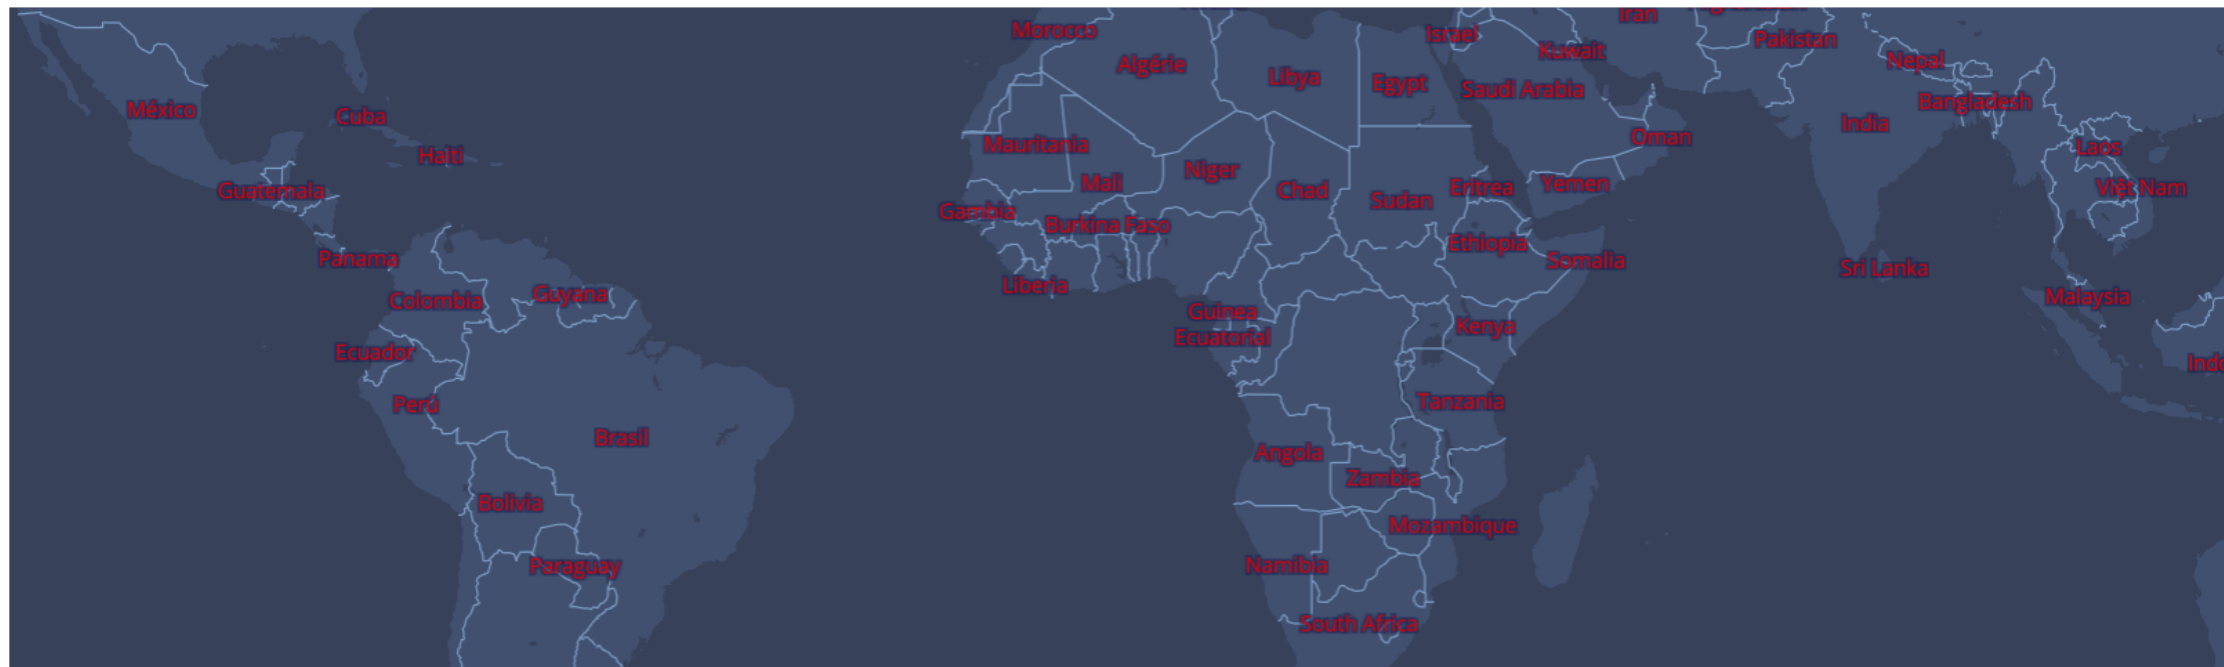 Iran
Morocco
Israel
Pakistan
Kuwait
Algérie
Nepal
Libya
Egypt
Saudi Arabia
Bangladesh
México
Cuba
India
Oman
Mauritania
Laos
Haiti
Niger
Mali
Yemen
Eritrea
Việt Nam
Guatemala
Chad
Sudan
Gambia
Burkina Faso
Ethiopia
Panama
Somalia
Sri Lanka
Liberia
Guyana
Malaysia
Colombia
Guinea
Ecuatorial
Kenya
Ecuador
Indo
Tanzania
Perú
Brasil
Angola
Zambia
Bolivia
Mozambique
Namibia
Paraguay
South Africa